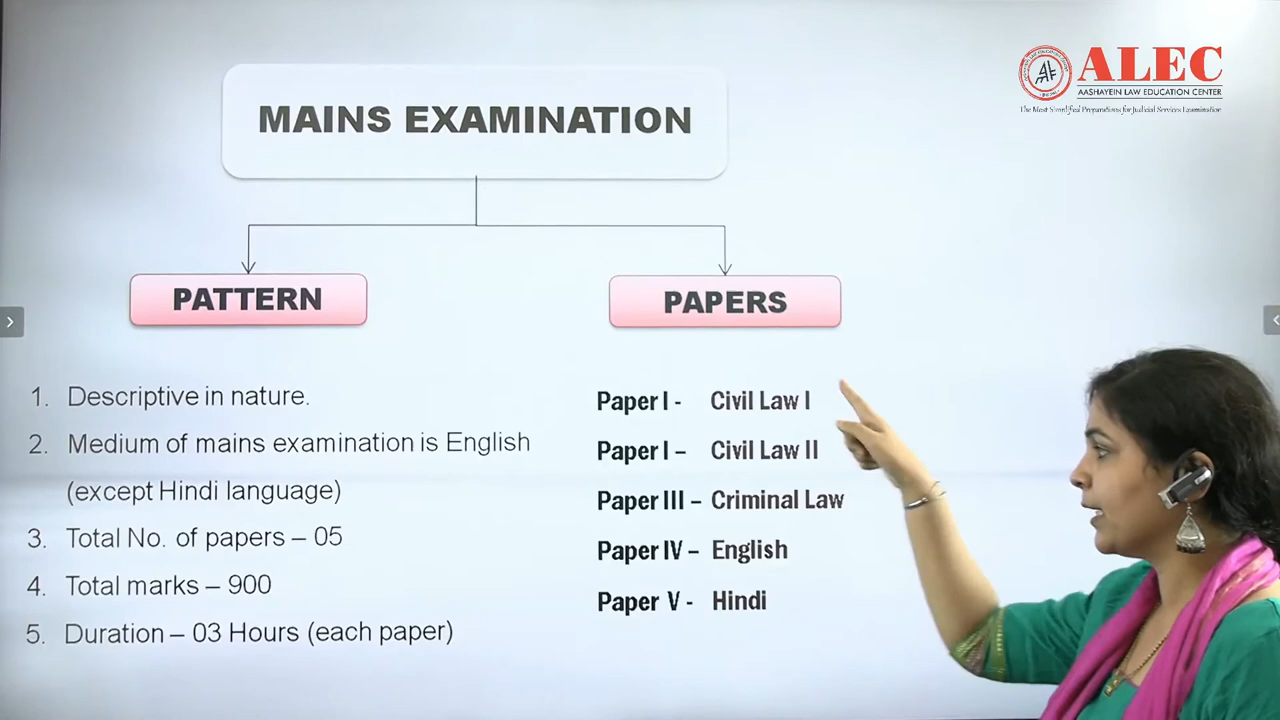 ALEC
AASHAYEIN LAW EDUCATION CENTER
The Most Simplified Preparations for Judicial Services Examination
MAINS EXAMINATION
PATTERN
1. Descriptive in nature.
2. Medium of mains examination is English
(except Hindi language)
3. Total No. of papers – 05
4. Total marks – 900
5. Duration – 03 Hours (each paper)
PAPERS
Paper I - Civil Law I
Paper I – Civil Law II
Paper III – Criminal Law
Paper IV – English
Paper V - Hindi